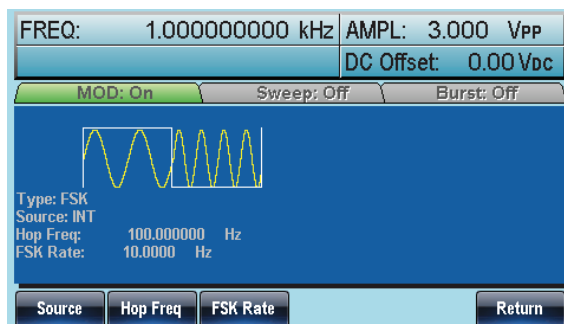 FREQ: 1.000000000 kHz AMPL: 3.000 VPP
DC Offset: 0.00 VDC
MOD: On Sweep: Off Burst: Off
Type: FSK
Source: INT
Hop Freq: 100.000000 Hz
FSK Rate: 10.0000 Hz
Source Hop Freq FSK Rate Return